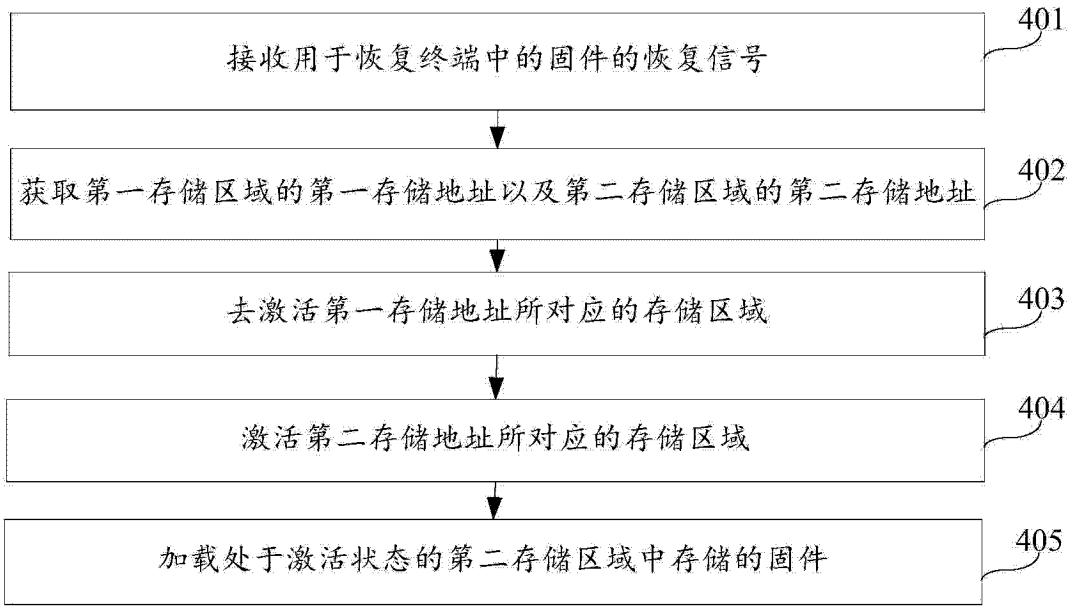 接收用于恢复终端中的固件的恢复信号
401
获取第一存储区域的第一存储地址以及第二存储区域的第二存储地址
402
去激活第一存储地址所对应的存储区域
403
激活第二存储地址所对应的存储区域
404
加载处于激活状态的第二存储区域中存储的固件
405